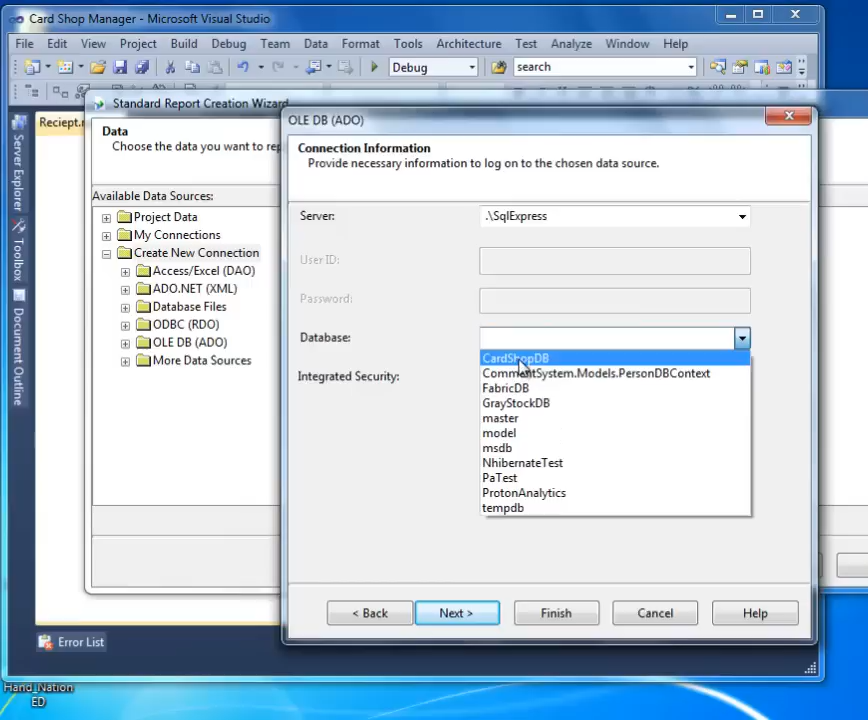 Card Shop Manager - Microsoft Visual Studio
File Edit View Project Build Debug Team Data Format Tools Architecture Test Analyze Window Help
Debug
search
Standard Report Creation Wizard
Reciept.r
Data
Choose the data you want to rep
Available Data Sources:
Project Data
My Connections
Create New Connection
Access/Excel (DAO)
ADO.NET (XML)
Database Files
ODBC (RDO)
OLE DB (ADO)
More Data Sources
Server Explorer
Toolbox
Document Outline
OLE DB (ADO)
Connection Information
Provide necessary information to log on to the chosen data source.
Server:
.\SqlExpress
User ID:
Password:
Database:
CardShopDB
CommentSystem.Models.PersonDBContext
FabricDB
GrayStockDB
master
model
msdb
NhibernateTest
PaTest
ProtonAnalytics
tempdb
Integrated Security:
< Back Next > Finish Cancel Help
Error List
Hand_Nation
ED